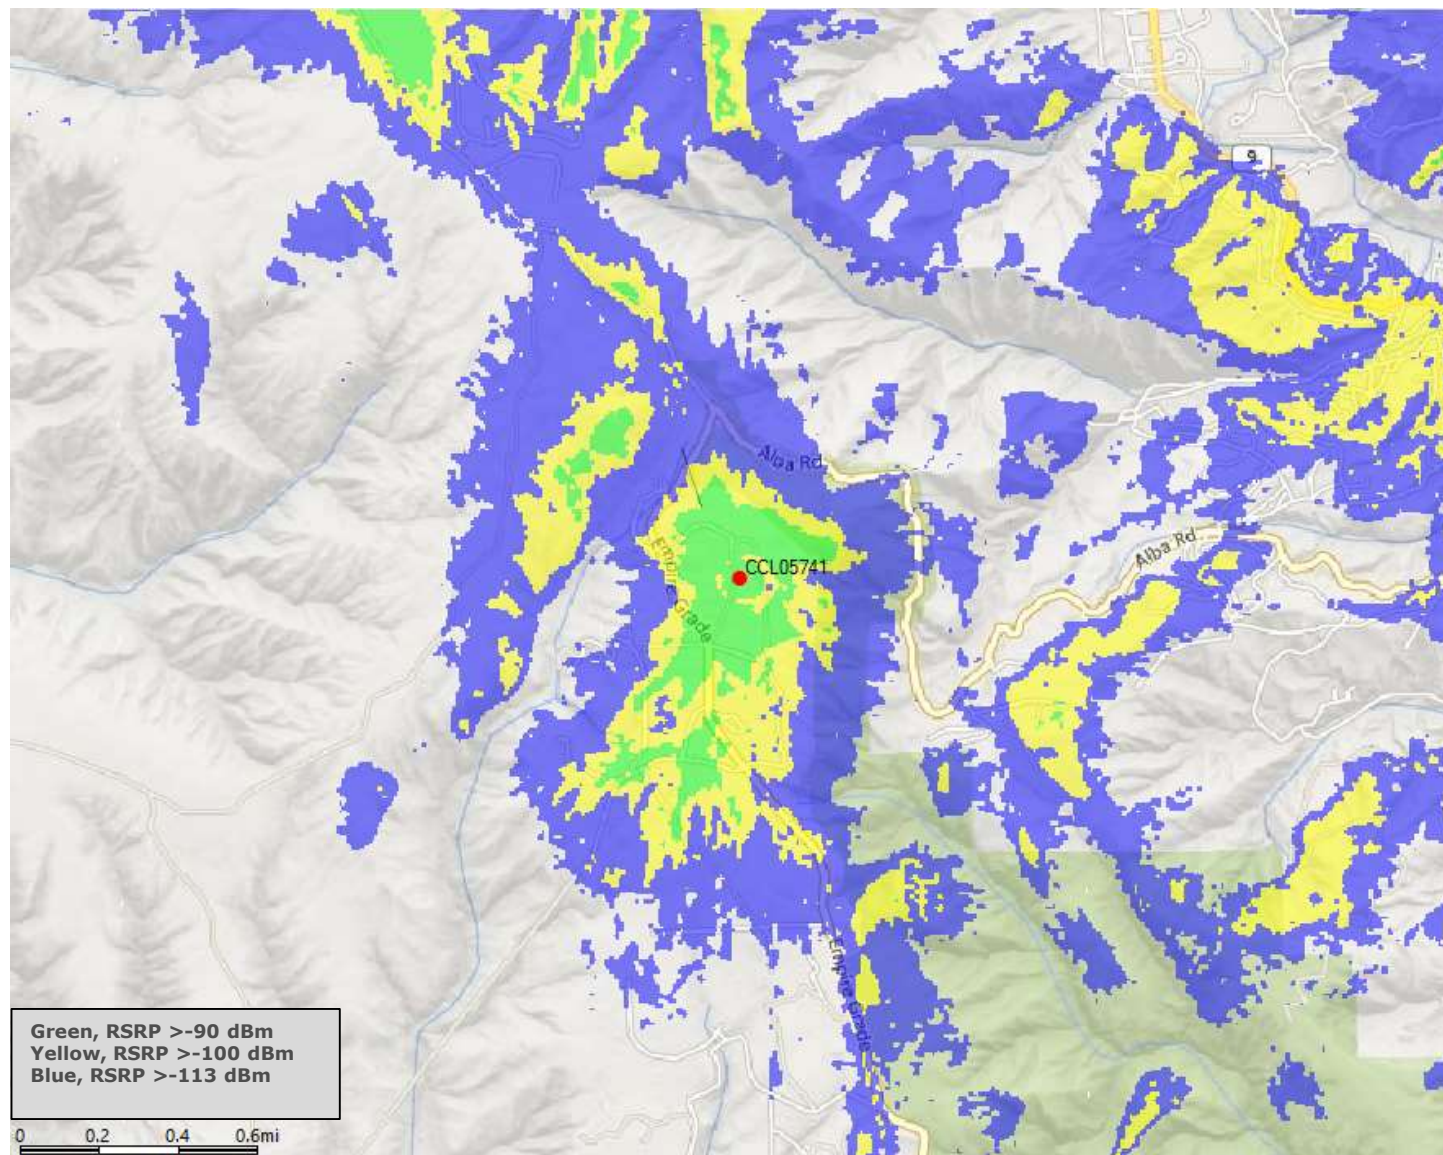 9
Alba Rd
CCL05741
Alba Rd
Empire Grade
Empire Grade
Green, RSRP >-90 dBm
Yellow, RSRP >-100 dBm
Blue, RSRP >-113 dBm
0 0.2 0.4 0.6mi